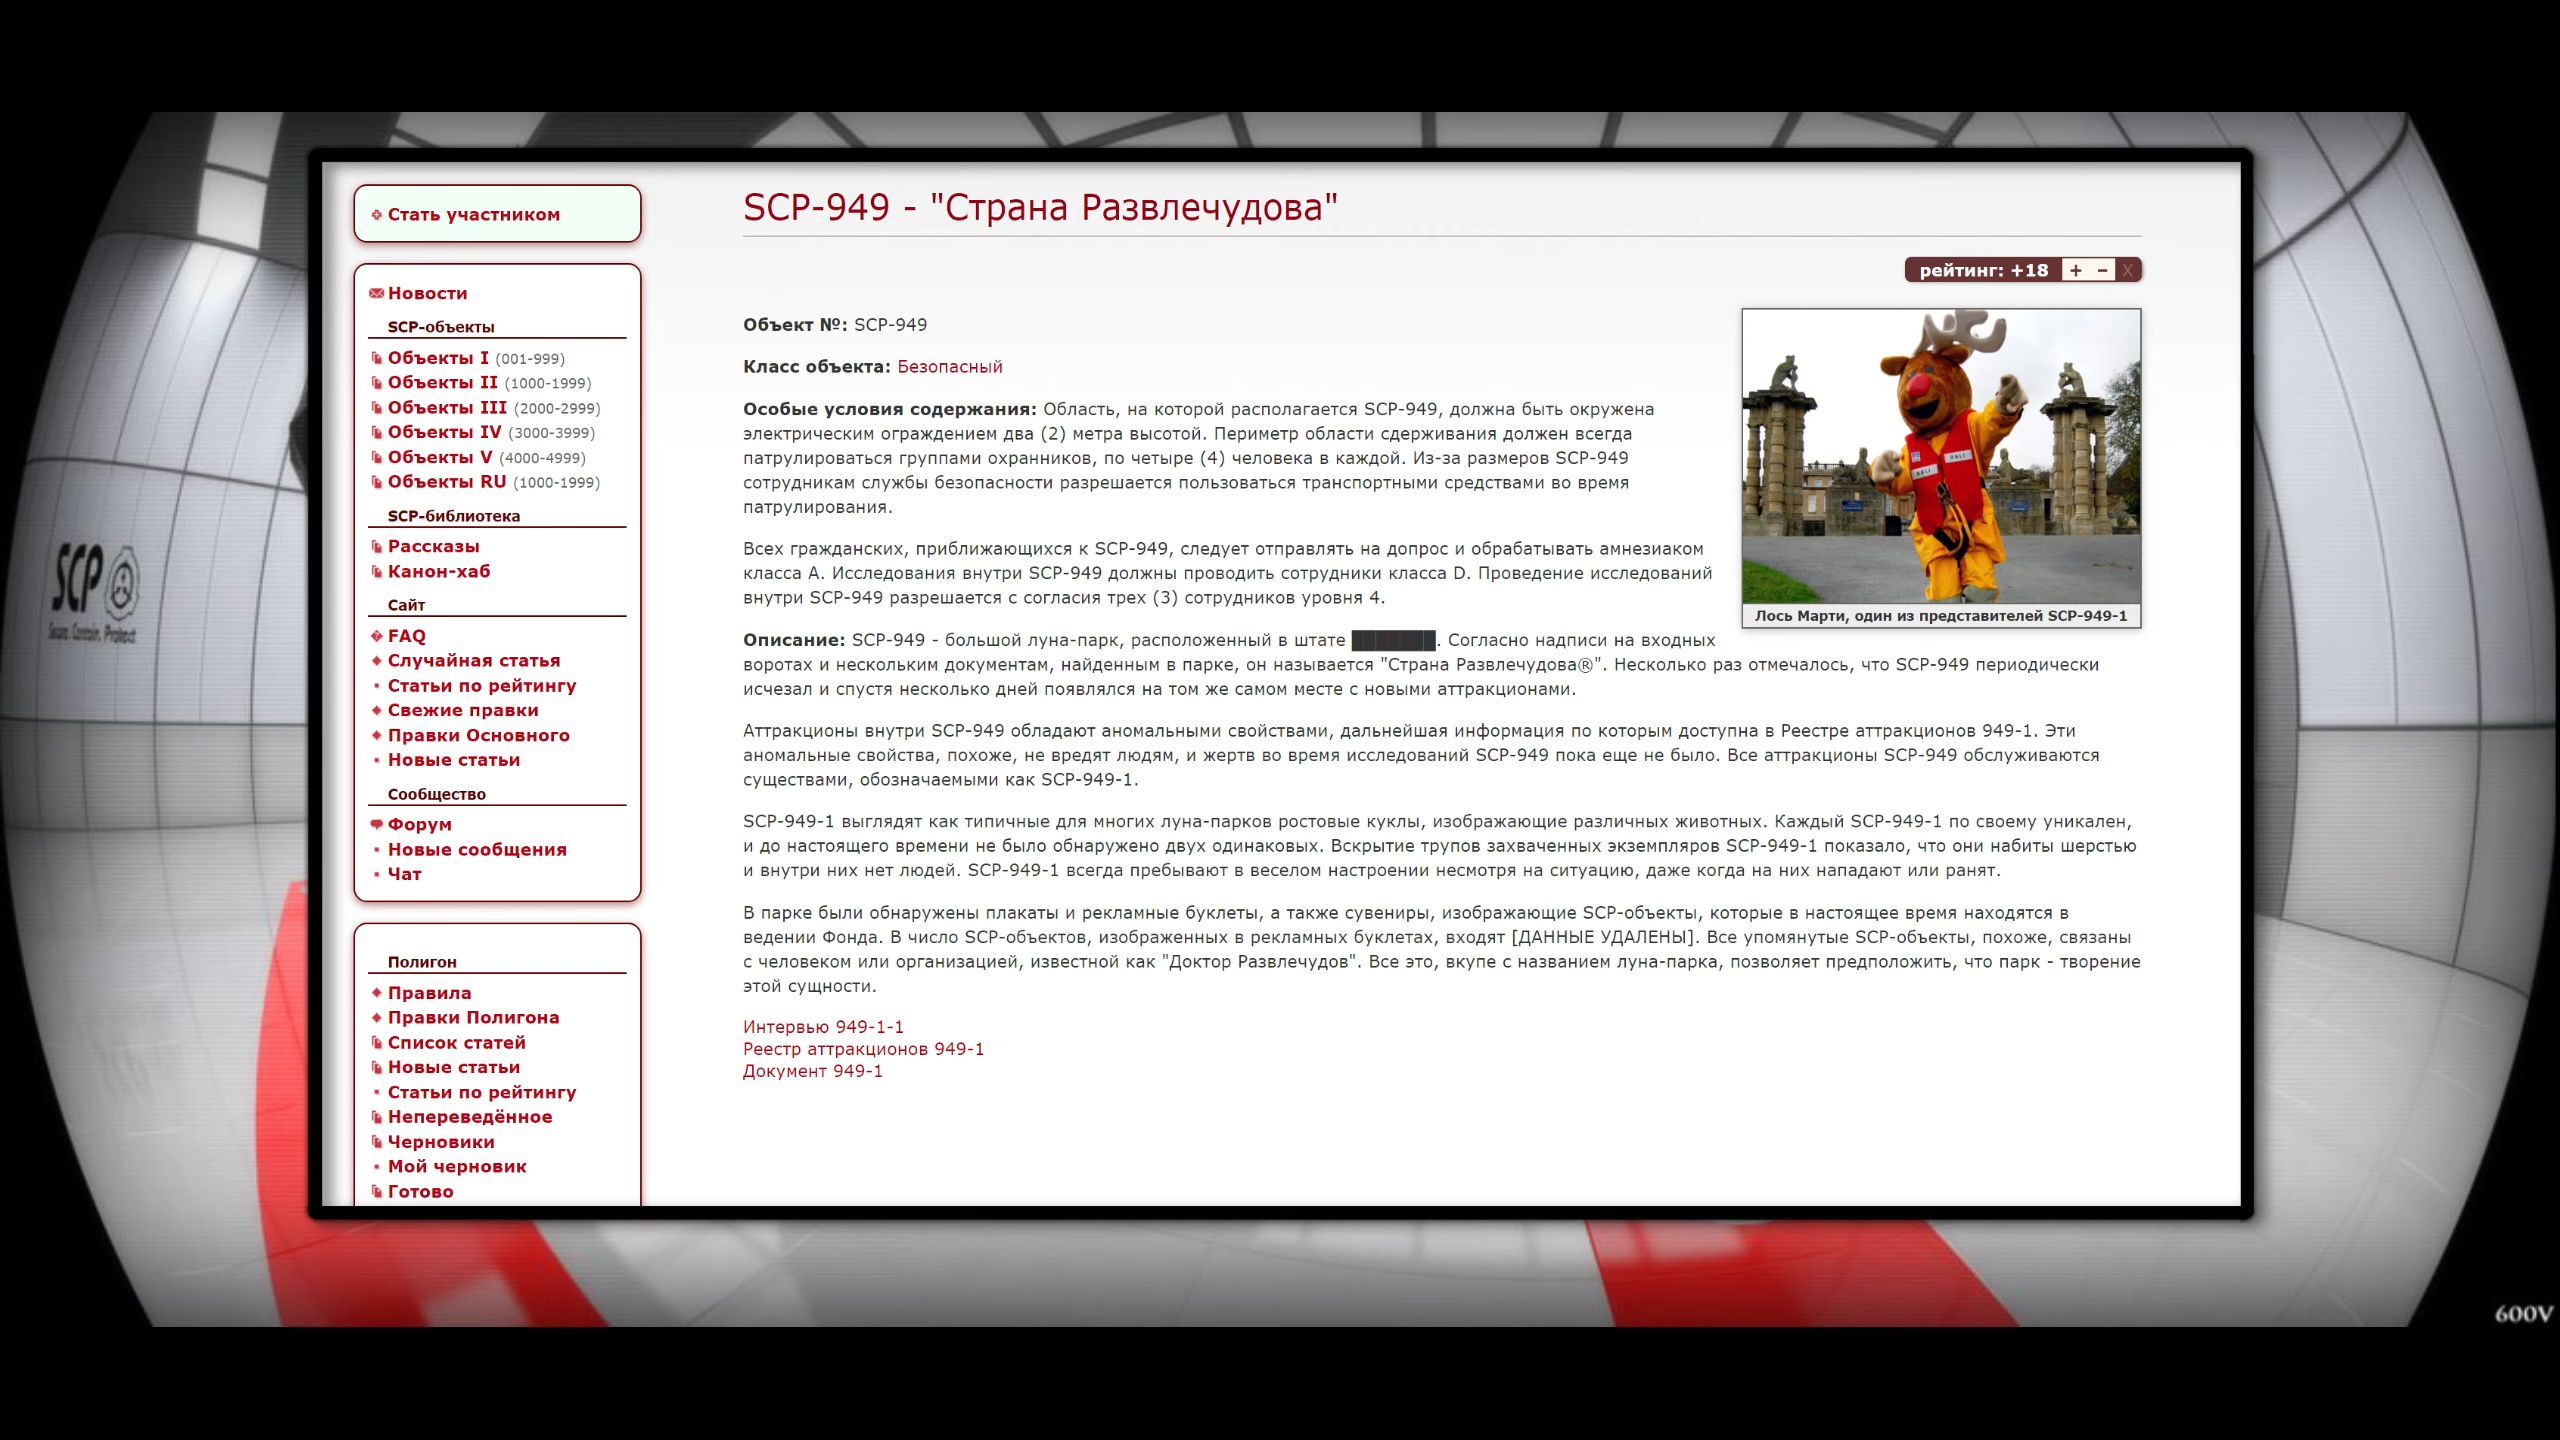 Стать участником
Новости
SCP-объекты
Объекты I (001-999)
Объекты II (1000-1999)
Объекты III (2000-2999)
Объекты IV (3000-3999)
Объекты V (4000-4999)
Объекты RU (1000-1999)
SCP-библиотека
Рассказы
Канон-хаб
Сайт
FAQ
Случайная статья
Статьи по рейтингу
Свежие правки
Правки Основного
Новые статьи
Сообщество
Форум
Новые сообщения
Чат
Полигон
Правила
Правки Полигона
Список статей
Новые статьи
Статьи по рейтингу
Непереведённое
Черновики
Мой черновик
Готово
SCP-949 - "Страна Развлечудова"
рейтинг: +18 + − X
Объект №: SCP-949
Класс объекта: Безопасный
Особые условия содержания: Область, на которой располагается SCP-949, должна быть окружена
электрическим ограждением два (2) метра высотой. Периметр области сдерживания должен всегда
патрулироваться группами охранников, по четыре (4) человека в каждой. Из-за размеров SCP-949
сотрудникам службы безопасности разрешается пользоваться транспортными средствами во время
патрулирования.
Всех гражданских, приближающихся к SCP-949, следует отправлять на допрос и обрабатывать амнезиаком
класса А. Исследования внутри SCP-949 должны проводить сотрудники класса D. Проведение исследований
внутри SCP-949 разрешается с согласия трех (3) сотрудников уровня 4.
Лось Марти, один из представителей SCP-949-1
Описание: SCP-949 - большой луна-парк, расположенный в штате ███████. Согласно надписи на входных
воротах и нескольким документам, найденным в парке, он называется "Страна Развлечудова®". Несколько раз отмечалось, что SCP-949 периодически
исчезал и спустя несколько дней появлялся на том же самом месте с новыми аттракционами.
Аттракционы внутри SCP-949 обладают аномальными свойствами, дальнейшая информация по которым доступна в Реестре аттракционов 949-1. Эти
аномальные свойства, похоже, не вредят людям, и жертв во время исследований SCP-949 пока еще не было. Все аттракционы SCP-949 обслуживаются
существами, обозначаемыми как SCP-949-1.
SCP-949-1 выглядят как типичные для многих луна-парков ростовые куклы, изображающие различных животных. Каждый SCP-949-1 по своему уникален,
и до настоящего времени не было обнаружено двух одинаковых. Вскрытие трупов захваченных экземпляров SCP-949-1 показало, что они набиты шерстью
и внутри них нет людей. SCP-949-1 всегда пребывают в веселом настроении несмотря на ситуацию, даже когда на них нападают или ранят.
В парке были обнаружены плакаты и рекламные буклеты, а также сувениры, изображающие SCP-объекты, которые в настоящее время находятся в
ведении Фонда. В число SCP-объектов, изображенных в рекламных буклетах, входят [ДАННЫЕ УДАЛЕНЫ]. Все упомянутые SCP-объекты, похоже, связаны
с человеком или организацией, известной как "Доктор Развлечудов". Все это, вкупе с названием луна-парка, позволяет предположить, что парк - творение
этой сущности.
Интервью 949-1-1
Реестр аттракционов 949-1
Документ 949-1
SCP
Secure. Contain. Protect
600V